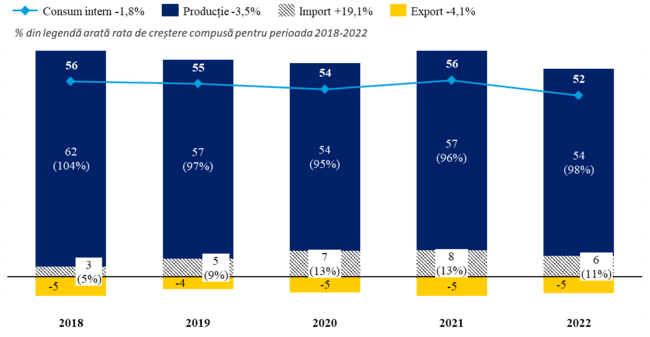 Consum intern -1,8% Producție -3,5% Import +19,1% Export -4,1%
% din legendă arată rata de creștere compusă pentru perioada 2018-2022
56 55 54 56 52
62 57 54 57 54
(104%) (97%) (95%) (96%) (98%)
3 5 7 8 6
(5%) (9%) (13%) (13%) (11%)
-5 -4 -5 -5 -5
2018 2019 2020 2021 2022